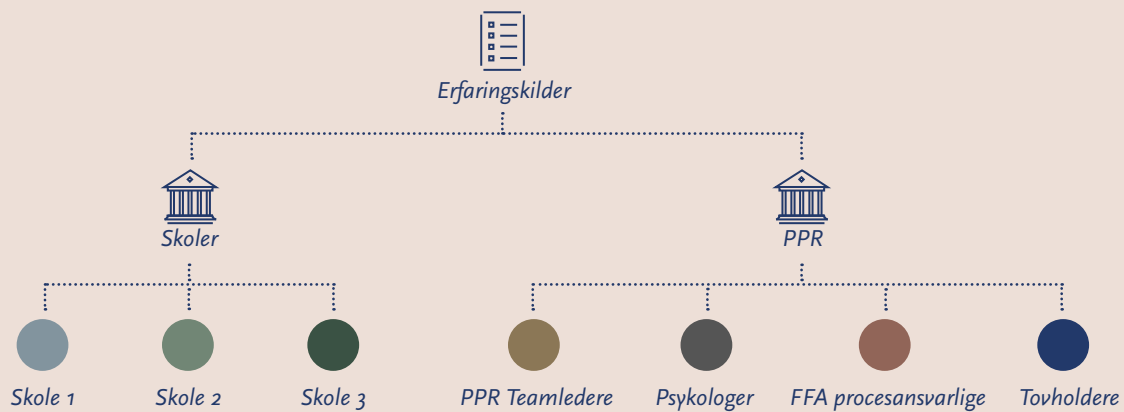 Erfaringskilder
Skoler
PPR
Skole 1
Skole 2
Skole 3
PPR Teamledere
Psykologer
FFA procesansvarlige
Tovholdere